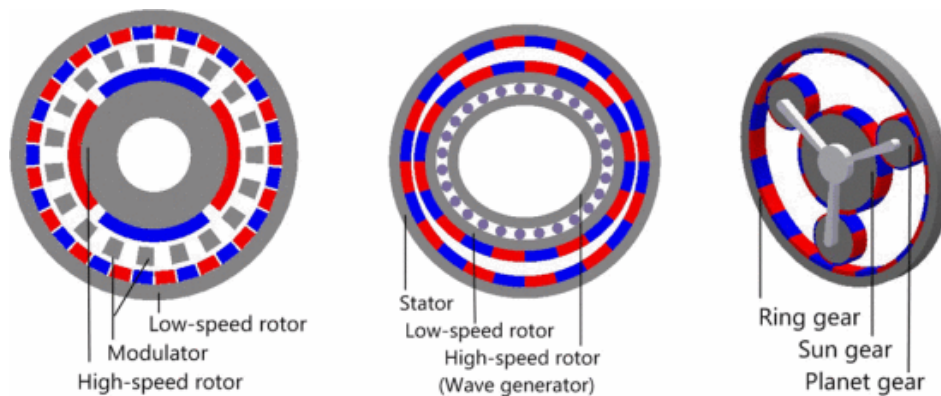 Low-speed rotor
Modulator
High-speed rotor
Stator
Low-speed rotor
High-speed rotor
(Wave generator)
Ring gear
Sun gear
Planet gear